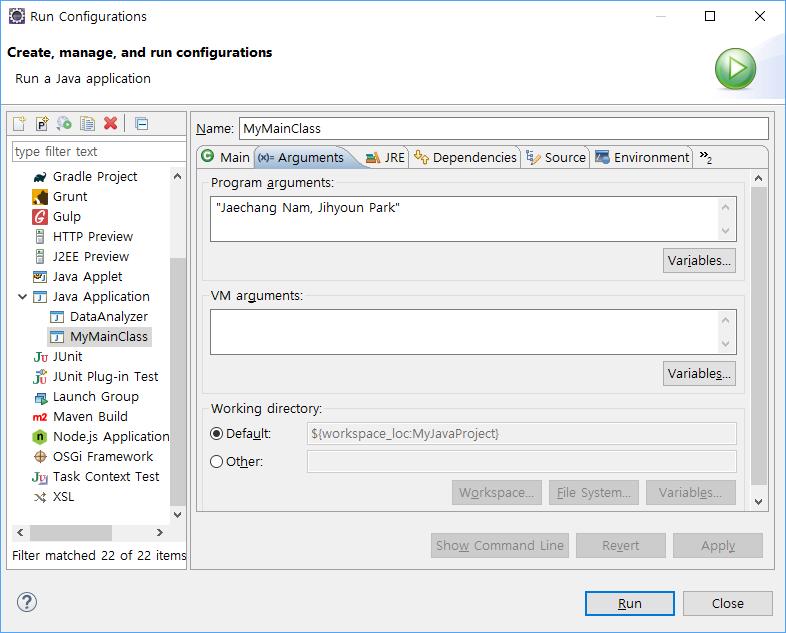 Run Configurations
Create, manage, and run configurations
Run a Java application
type filter text
Gradle Project
Grunt
Gulp
HTTP Preview
J2EE Preview
Java Applet
Java Application
DataAnalyzer
MyMainClass
JUnit
JUnit Plug-in Test
Launch Group
Maven Build
Node.js Application
OSGi Framework
Task Context Test
XSL
Filter matched 22 of 22 items
Name: MyMainClass
Main (x)= Arguments JRE Dependencies Source Environment »2
Program arguments:
"Jaechang Nam, Jihyoun Park"
Variables...
VM arguments:
Variables...
Working directory:
Default: ${workspace_loc:MyJavaProject}
Other:
Workspace... File System... Variables...
Show Command Line Revert Apply
Run Close